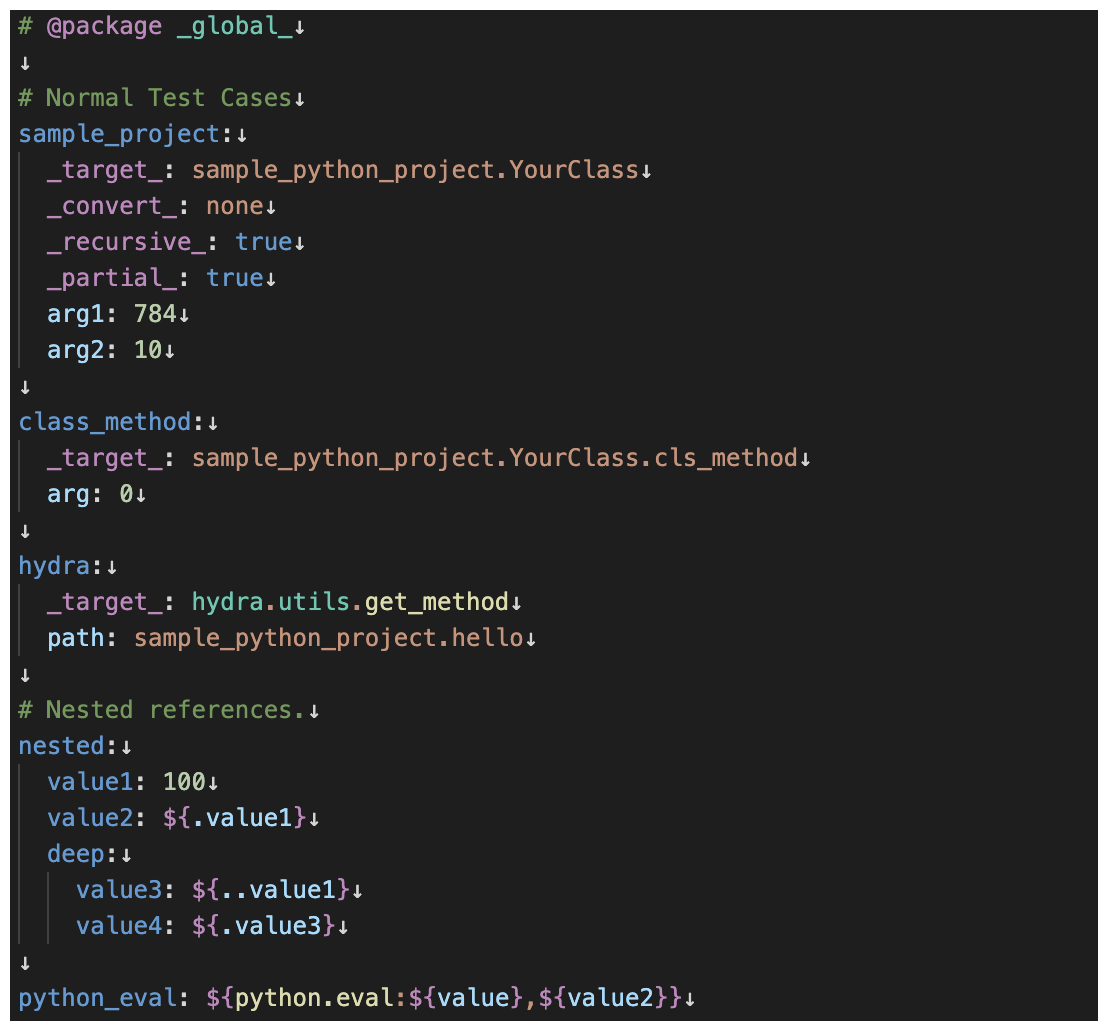 # @package _global_↓
↓
# Normal Test Cases↓
sample_project:↓
  _target_: sample_python_project.YourClass↓
  _convert_: none↓
  _recursive_: true↓
  _partial_: true↓
  arg1: 784↓
  arg2: 10↓
↓
class_method:↓
  _target_: sample_python_project.YourClass.cls_method↓
  arg: 0↓
↓
hydra:↓
  _target_: hydra.utils.get_method↓
  path: sample_python_project.hello↓
↓
# Nested references.↓
nested:↓
  value1: 100↓
  value2: ${.value1}↓
  deep:↓
    value3: ${..value1}↓
    value4: ${.value3}↓
↓
python_eval: ${python.eval:${value},${value2}}↓